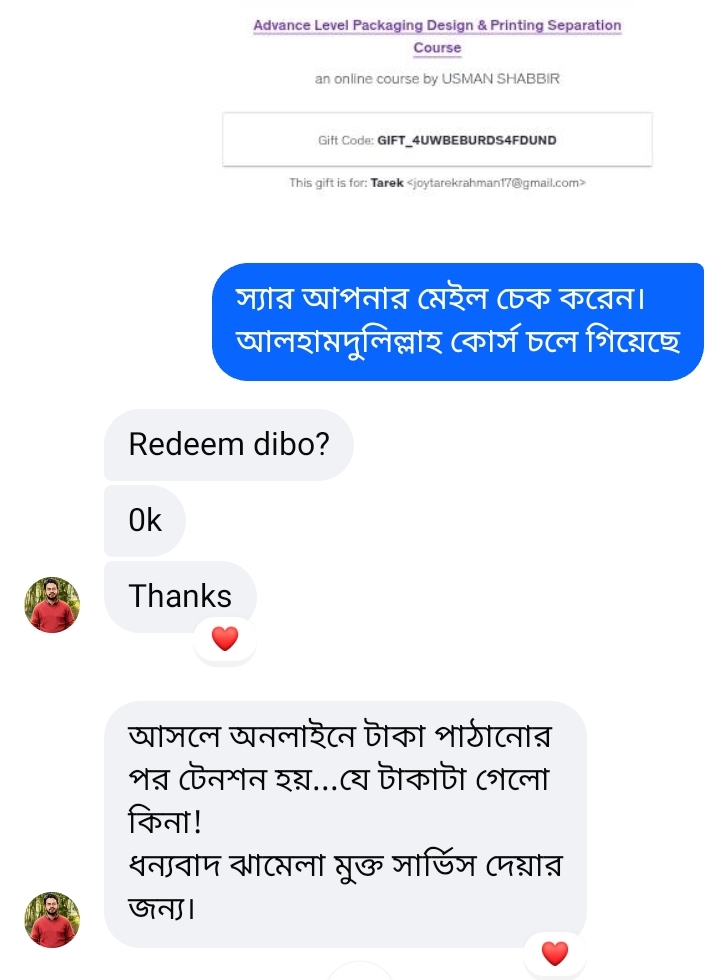 Advance Level Packaging Design & Printing Separation
Course
an online course by USMAN SHABBIR
Gift Code: GIFT_4UWBEBURDS4FDUND
This gift is for: Tarek <joytarekrahman17@gmail.com>
স্যার আপনার মেইল চেক করেন।
আলহামদুলিল্লাহ কোর্স চলে গিয়েছে
Redeem dibo?
0k
Thanks
আসলে অনলাইনে টাকা পাঠানোর
পর টেনশন হয়...যে টাকাটা গেলো
কিনা!
ধন্যবাদ ঝামেলা মুক্ত সার্ভিস দেয়ার
জন্য।